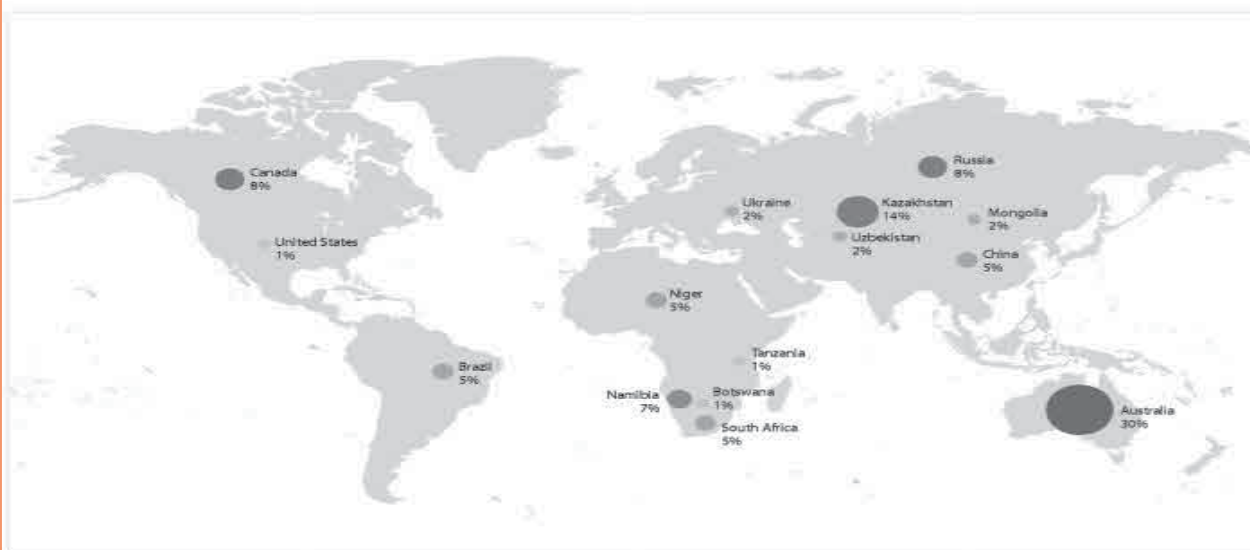 Canada
8%
United States
1%
Brazil
5%
Niger
5%
Namibia
7%
Tanzania
1%
Botswana
1%
South Africa
5%
Ukraine
2%
Russia
8%
Kazakhstan
14%
Uzbekistan
2%
Mongolia
2%
China
5%
Australia
30%